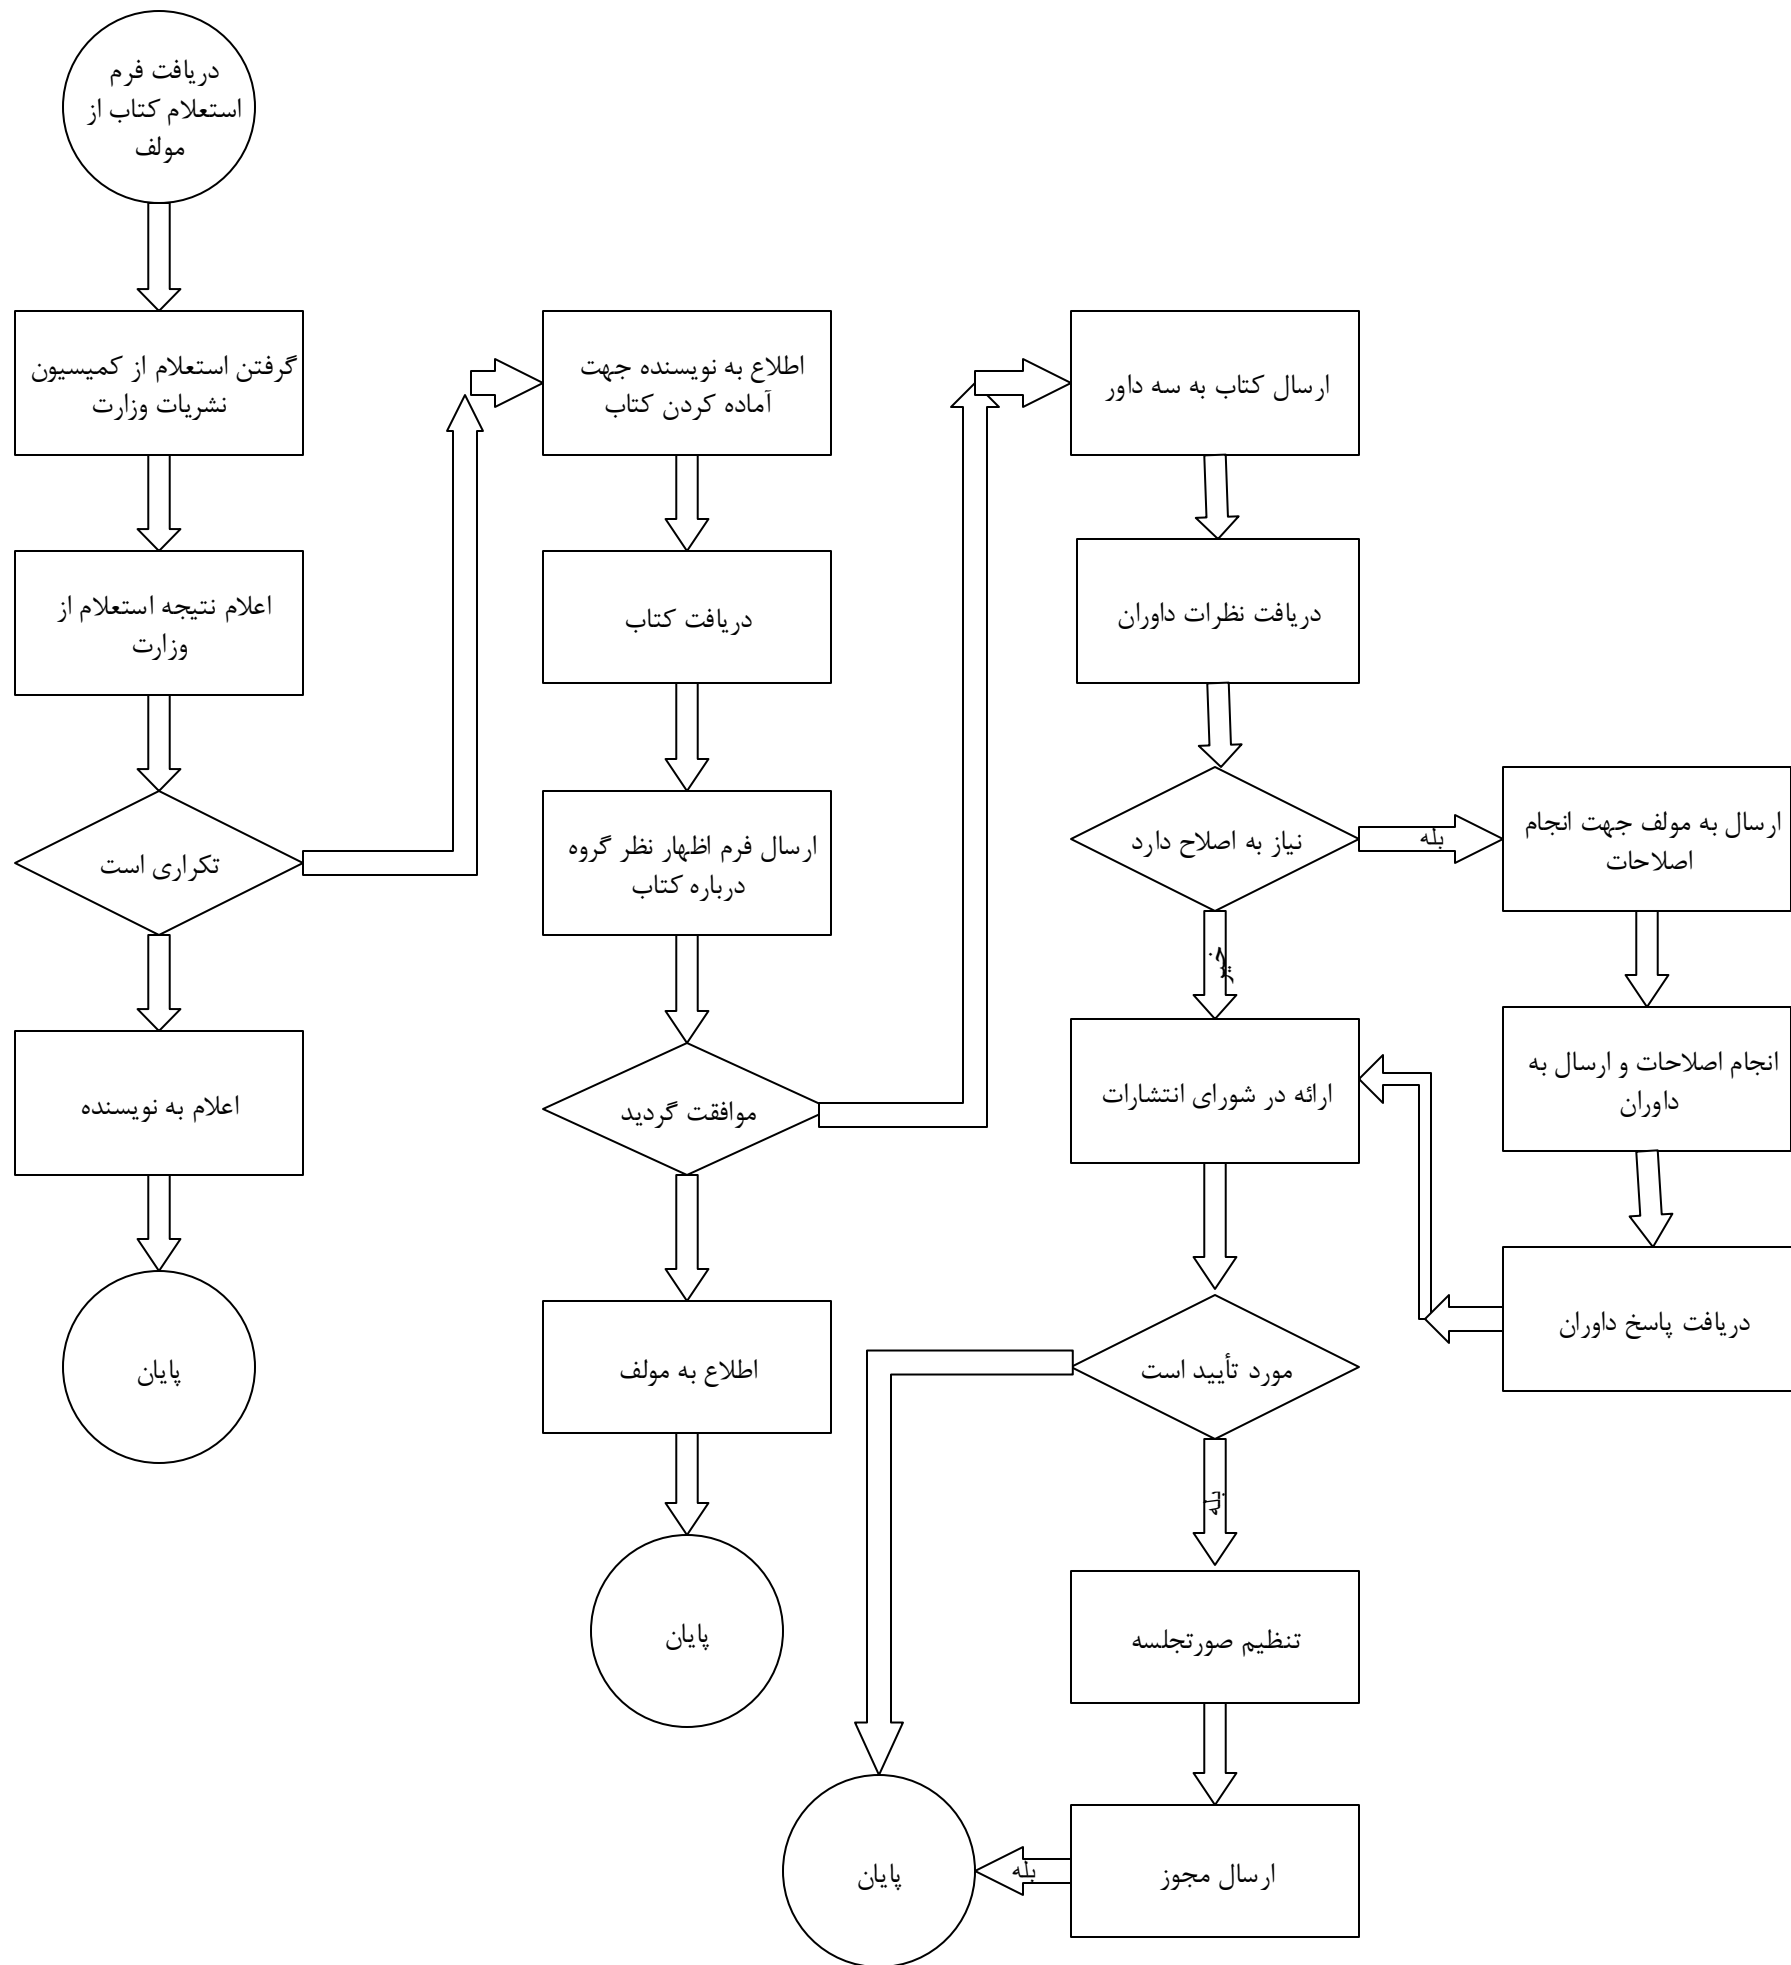 دریافت فرم
استعلام کتاب از
مولف
گرفتن استعلام از کمیسیون
نشریات وزارت
اعلام نتیجه استعلام از
وزارت
تکراری است
اعلام به نویسنده
پایان
اطلاع به نویسنده جهت
آماده کردن کتاب
دریافت کتاب
ارسال فرم اظهار نظر گروه
درباره کتاب
موافقت گردید
اطلاع به مولف
پایان
ارسال کتاب به سه داور
دریافت نظرات داوران
نیاز به اصلاح دارد
بله
خیر
ارسال به مولف جهت انجام
اصلاحات
انجام اصلاحات و ارسال به
داوران
دریافت پاسخ داوران
ارائه در شورای انتشارات
مورد تأیید است
بله
تنظیم صورتجلسه
ارسال مجوز
بله
پایان